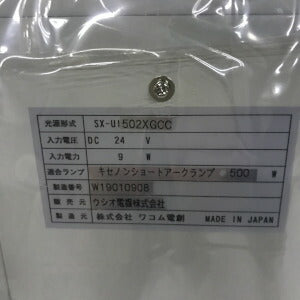 光源形式 SX-UI502XGCC
入力電圧 DC 24 V
入力電力 9 W
適合ランプ キセノンショートアークランプ 500 W
製造番号 W19010908
販売元 ウシオ電機株式会社
製造元 株式会社 ワコム電創 MADE IN JAPAN